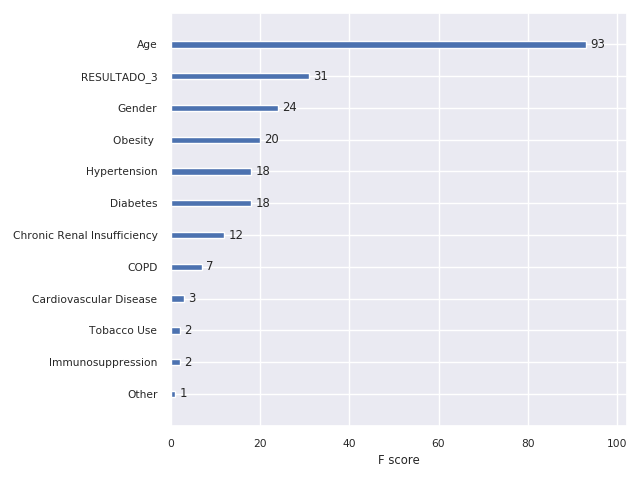 Age 93
RESULTADO_3 31
Gender 24
Obesity 20
Hypertension 18
Diabetes 18
Chronic Renal Insufficiency 12
COPD 7
Cardiovascular Disease 3
Tobacco Use 2
Immunosuppression 2
Other 1
0 20 40 60 80 100
F score